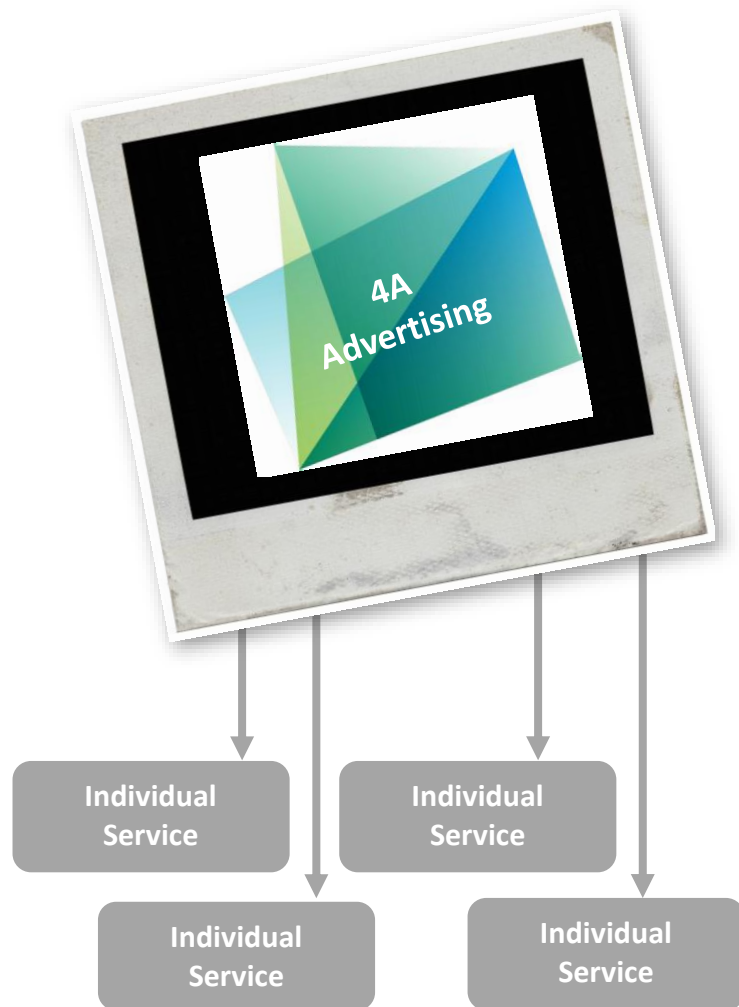 4A
Advertising
Individual
Service
Individual
Service
Individual
Service
Individual
Service